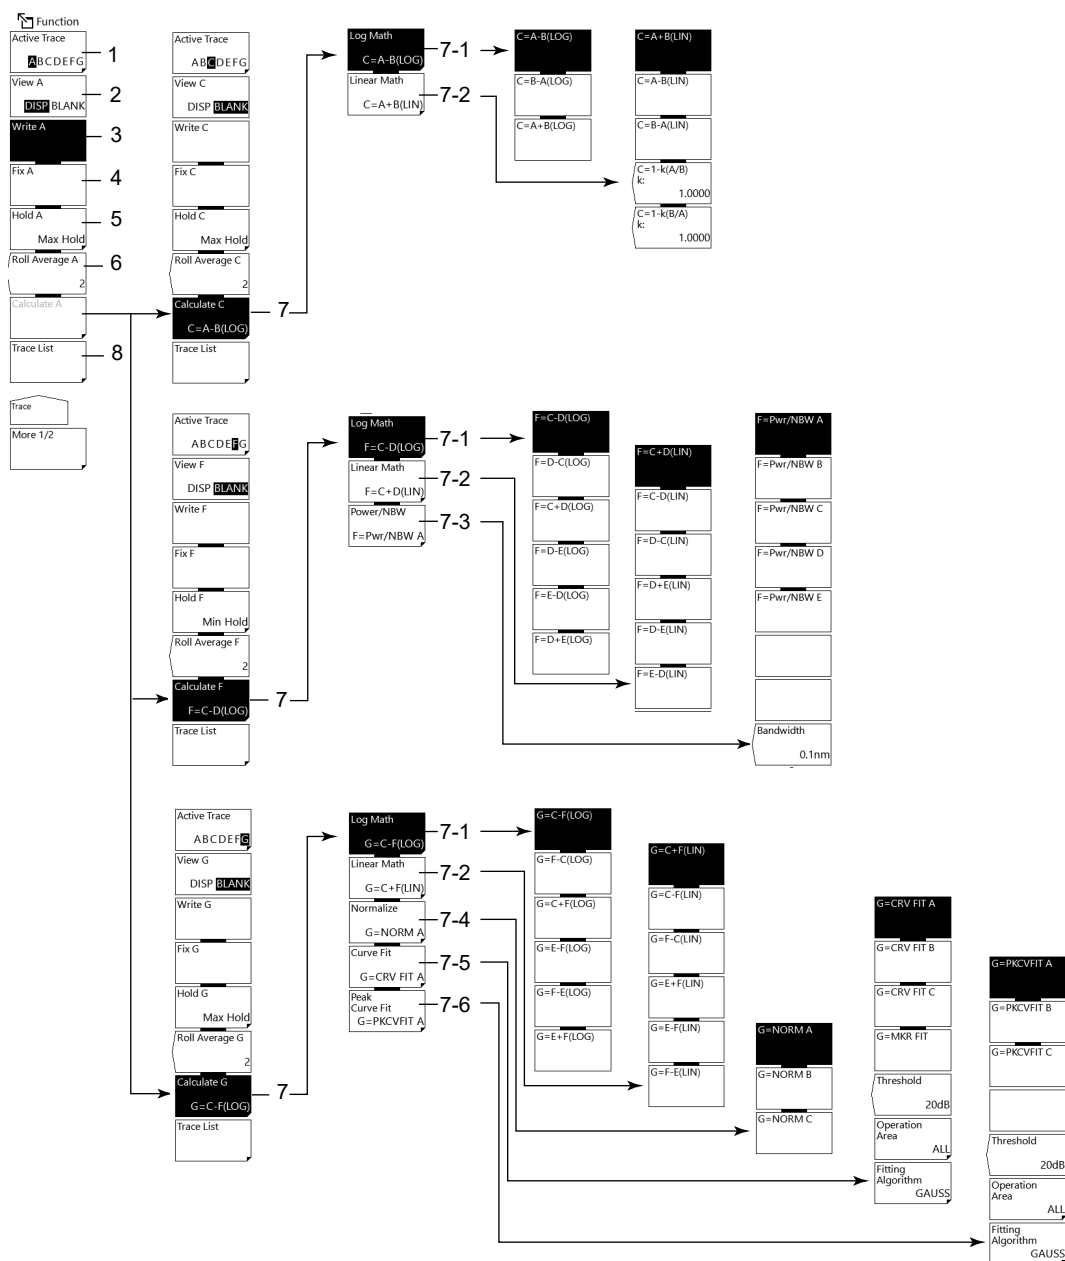 Function
Active Trace
ABCDEFG
1
View A
DISP BLANK
2
Write A
3
Fix A
4
Hold A
Max Hold
5
Roll Average A
2
6
Calculate A
Trace List
8
Trace
More 1/2
Active Trace
ABCDEFG
View C
DISP BLANK
Write C
Fix C
Hold C
Max Hold
Roll Average C
2
Calculate C
C=A-B(LOG)
7
Trace List
Log Math
C=A-B(LOG)
7-1
Linear Math
C=A+B(LIN)
7-2
C=A-B(LOG)
C=B-A(LOG)
C=A+B(LOG)
C=A+B(LIN)
C=A-B(LIN)
C=B-A(LIN)
C=1-k(A/B)
k:
1.0000
C=1-k(B/A)
k:
1.0000
Active Trace
ABCDEFG
View F
DISP BLANK
Write F
Fix F
Hold F
Min Hold
Roll Average F
2
Calculate F
F=C-D(LOG)
7
Trace List
Log Math
F=C-D(LOG)
7-1
Linear Math
F=C+D(LIN)
7-2
Power/NBW
F=Pwr/NBW A
7-3
F=C-D(LOG)
F=D-C(LOG)
F=C+D(LOG)
F=D-E(LOG)
F=E-D(LOG)
F=D+E(LOG)
F=C+D(LIN)
F=C-D(LIN)
F=D-C(LIN)
F=D+E(LIN)
F=D-E(LIN)
F=E-D(LIN)
F=Pwr/NBW A
F=Pwr/NBW B
F=Pwr/NBW C
F=Pwr/NBW D
F=Pwr/NBW E
Bandwidth
0.1nm
Active Trace
ABCDEFG
View G
DISP BLANK
Write G
Fix G
Hold G
Max Hold
Roll Average G
2
Calculate G
G=C-F(LOG)
7
Trace List
Log Math
G=C-F(LOG)
7-1
Linear Math
G=C+F(LIN)
7-2
Normalize
G=NORM A
7-4
Curve Fit
G=CRV FIT A
7-5
Peak
Curve Fit
G=PKCVFIT A
7-6
G=C-F(LOG)
G=F-C(LOG)
G=C+F(LOG)
G=E-F(LOG)
G=F-E(LOG)
G=E+F(LOG)
G=C+F(LIN)
G=C-F(LIN)
G=F-C(LIN)
G=E+F(LIN)
G=E-F(LIN)
G=F-E(LIN)
G=NORM A
G=NORM B
G=NORM C
G=CRV FIT A
G=CRV FIT B
G=CRV FIT C
G=MKR FIT
Threshold
20dB
Operation
Area
ALL
Fitting
Algorithm
GAUSS
G=PKCVFIT A
G=PKCVFIT B
G=PKCVFIT C
Threshold
20dB
Operation
Area
ALL
Fitting
Algorithm
GAUSS